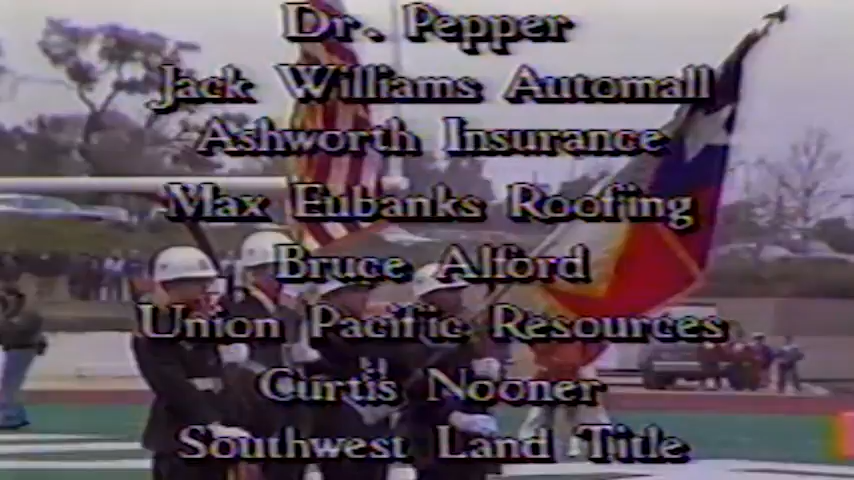 Dr. Pepper
Jack Williams Automall
Ashworth Insurance
Max Eubanks Roofing
Bruce Alford
Union Pacific Resources
Curtis Nooner
Southwest Land Title